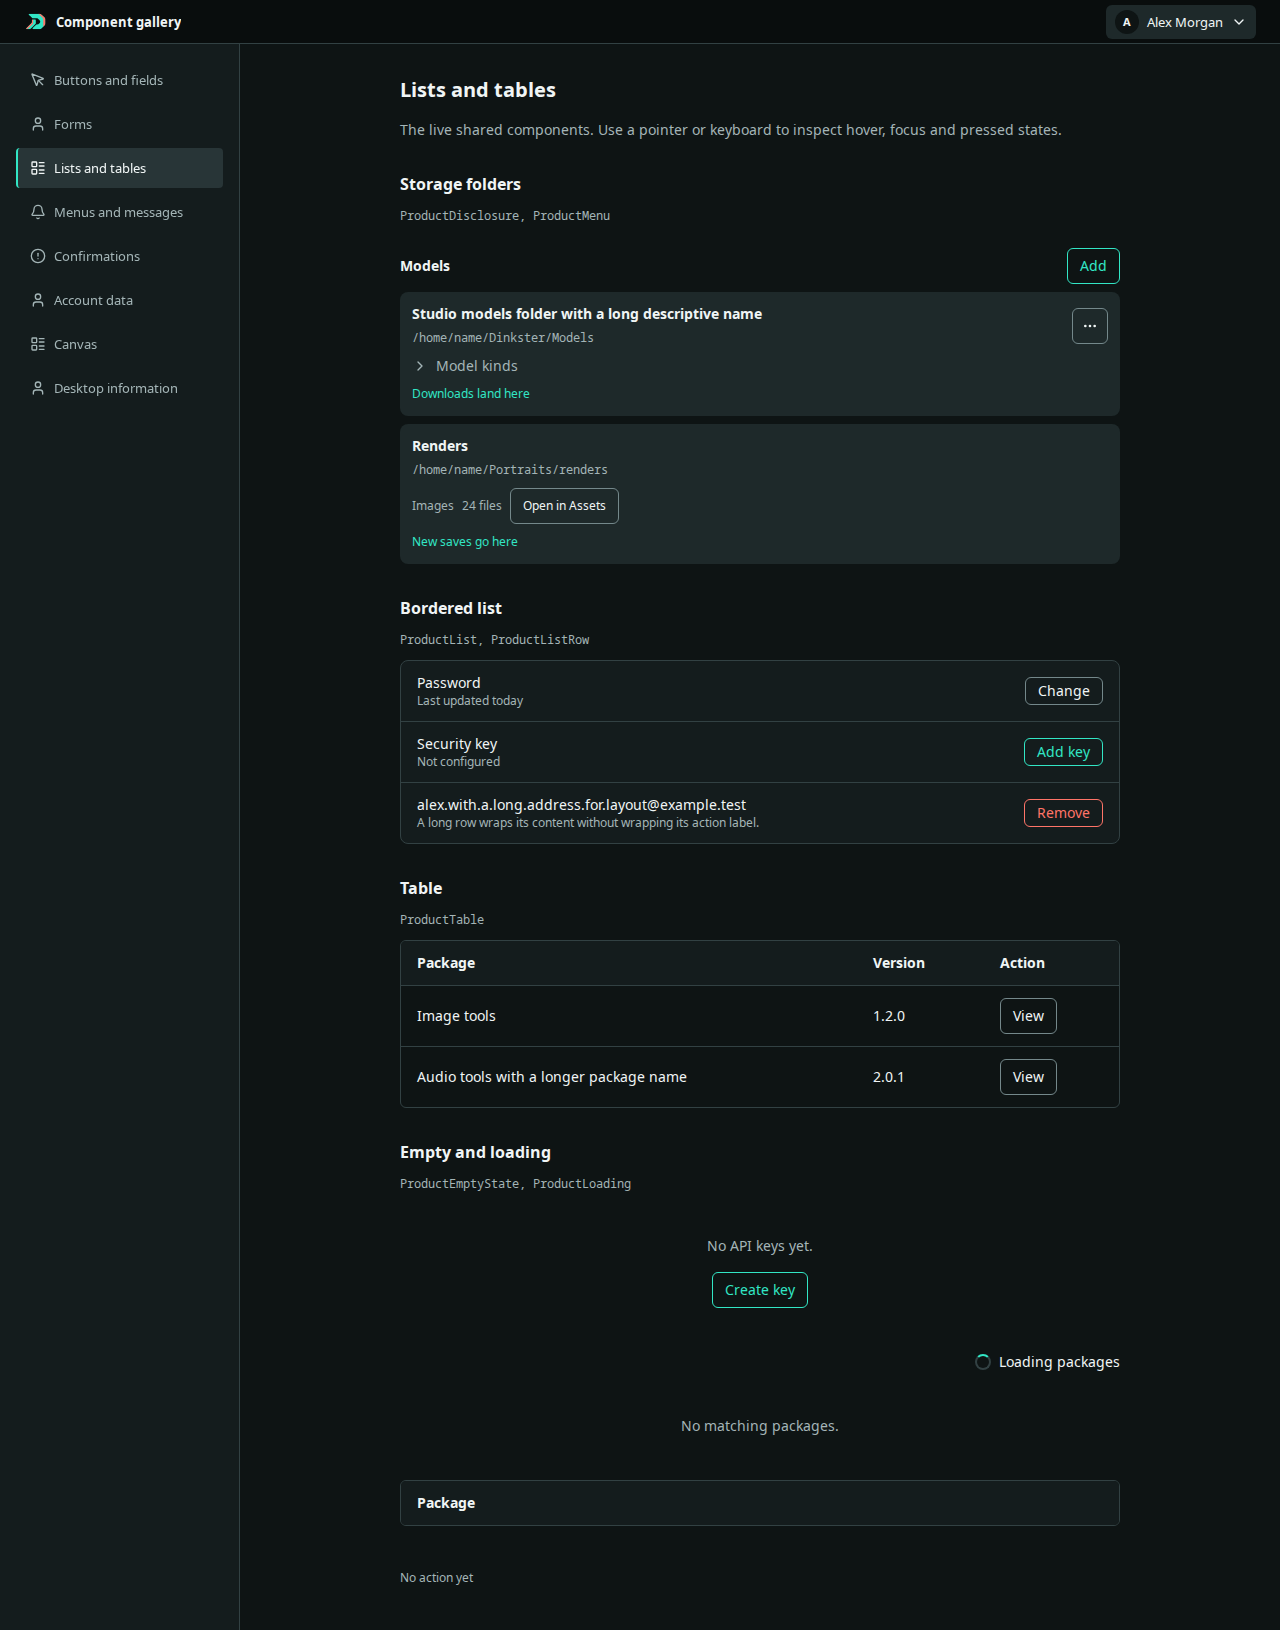 Component gallery
A Alex Morgan
Buttons and fields
Forms
Lists and tables
Menus and messages
Confirmations
Account data
Canvas
Desktop information
Lists and tables
The live shared components. Use a pointer or keyboard to inspect hover, focus and pressed states.
Storage folders
ProductDisclosure, ProductMenu
Models Add
Studio models folder with a long descriptive name
/home/name/Dinkster/Models
Model kinds
Downloads land here
Renders
/home/name/Portraits/renders
Images 24 files Open in Assets
New saves go here
Bordered list
ProductList, ProductListRow
Password
Last updated today
Change
Security key
Not configured
Add key
alex.with.a.long.address.for.layout@example.test
A long row wraps its content without wrapping its action label.
Remove
Table
ProductTable
Package Version Action
Image tools 1.2.0 View
Audio tools with a longer package name 2.0.1 View
Empty and loading
ProductEmptyState, ProductLoading
No API keys yet.
Create key
Loading packages
No matching packages.
Package
No action yet